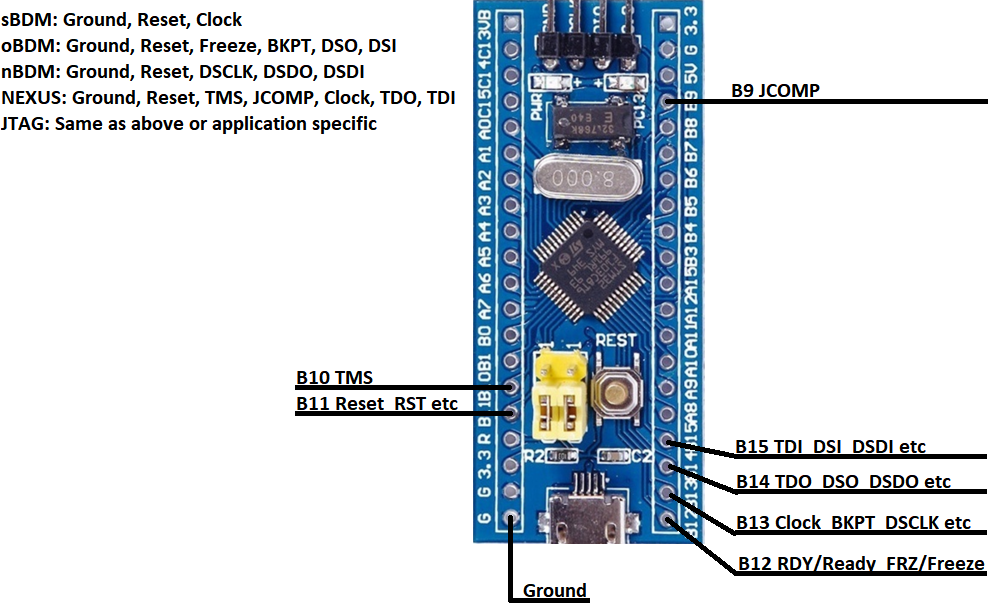 sBDM: Ground, Reset, Clock
oBDM: Ground, Reset, Freeze, BKPT, DSO, DSI
nBDM: Ground, Reset, DSCLK, DSDO, DSDI
NEXUS: Ground, Reset, TMS, JCOMP, Clock, TDO, TDI
JTAG: Same as above or application specific
B9 JCOMP
B10 TMS
B11 Reset RST etc
B15 TDI DSI DSDI etc
B14 TDO DSO DSDO etc
B13 Clock BKPT DSCLK etc
B12 RDY/Ready FRZ/Freeze
Ground
VB
C13
C14
C15
A0
A1
A2
A3
A4
A5
A6
A7
B0
B1
R
3.3
G
G
3.3
G
5V
B9
B8
B7
B6
B5
B4
B3
A15
A12
A11
A10
A9
A8
B12
PWR
PC13
32.768K
E E40
8.000
REST
1
1
R2
C2